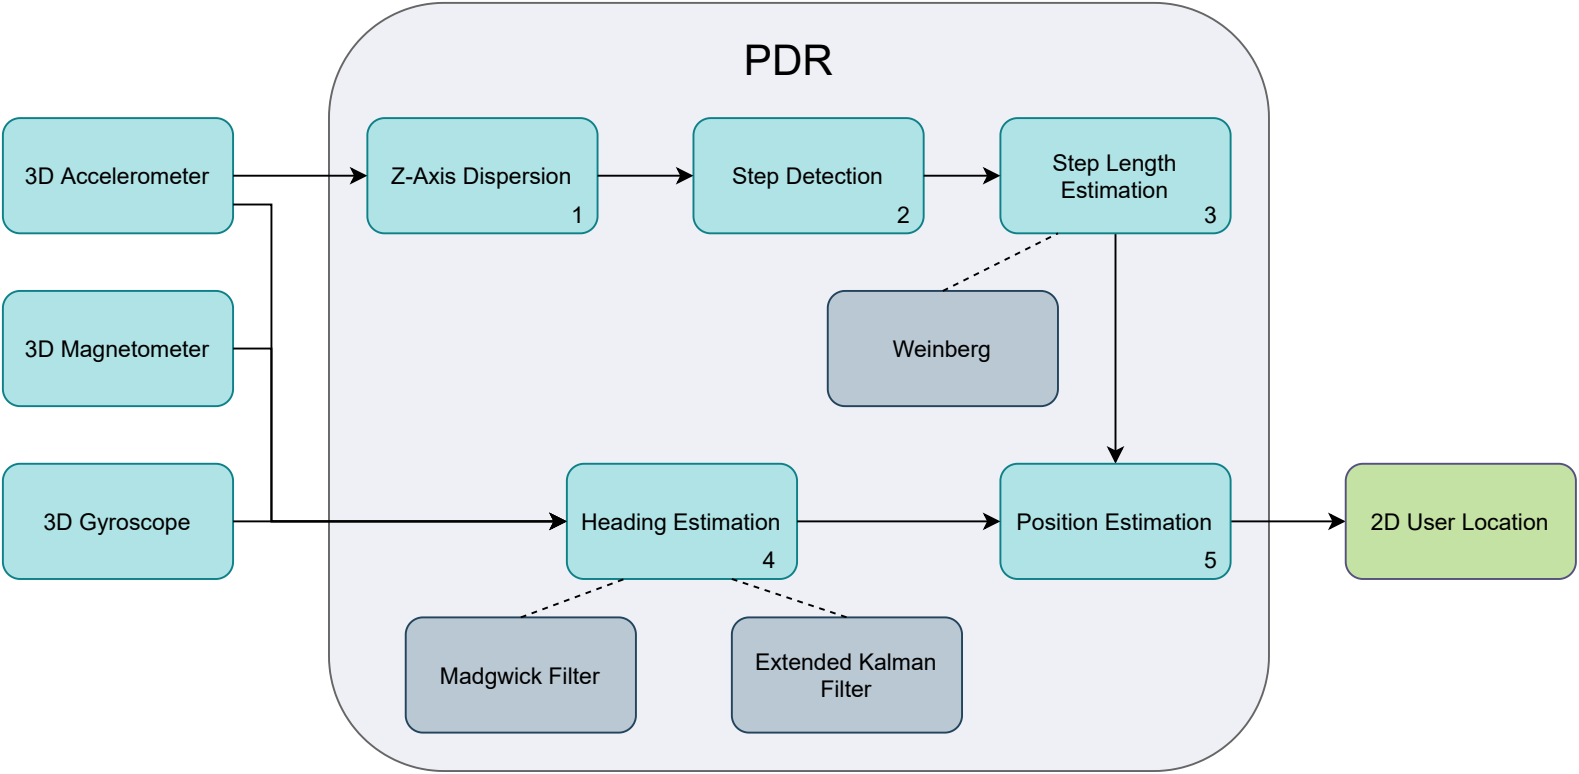 PDR
3D Accelerometer
Z-Axis Dispersion
1
Step Detection
2
Step Length
Estimation
3
3D Magnetometer
Weinberg
3D Gyroscope
Heading Estimation
4
Position Estimation
5
2D User Location
Madgwick Filter
Extended Kalman
Filter